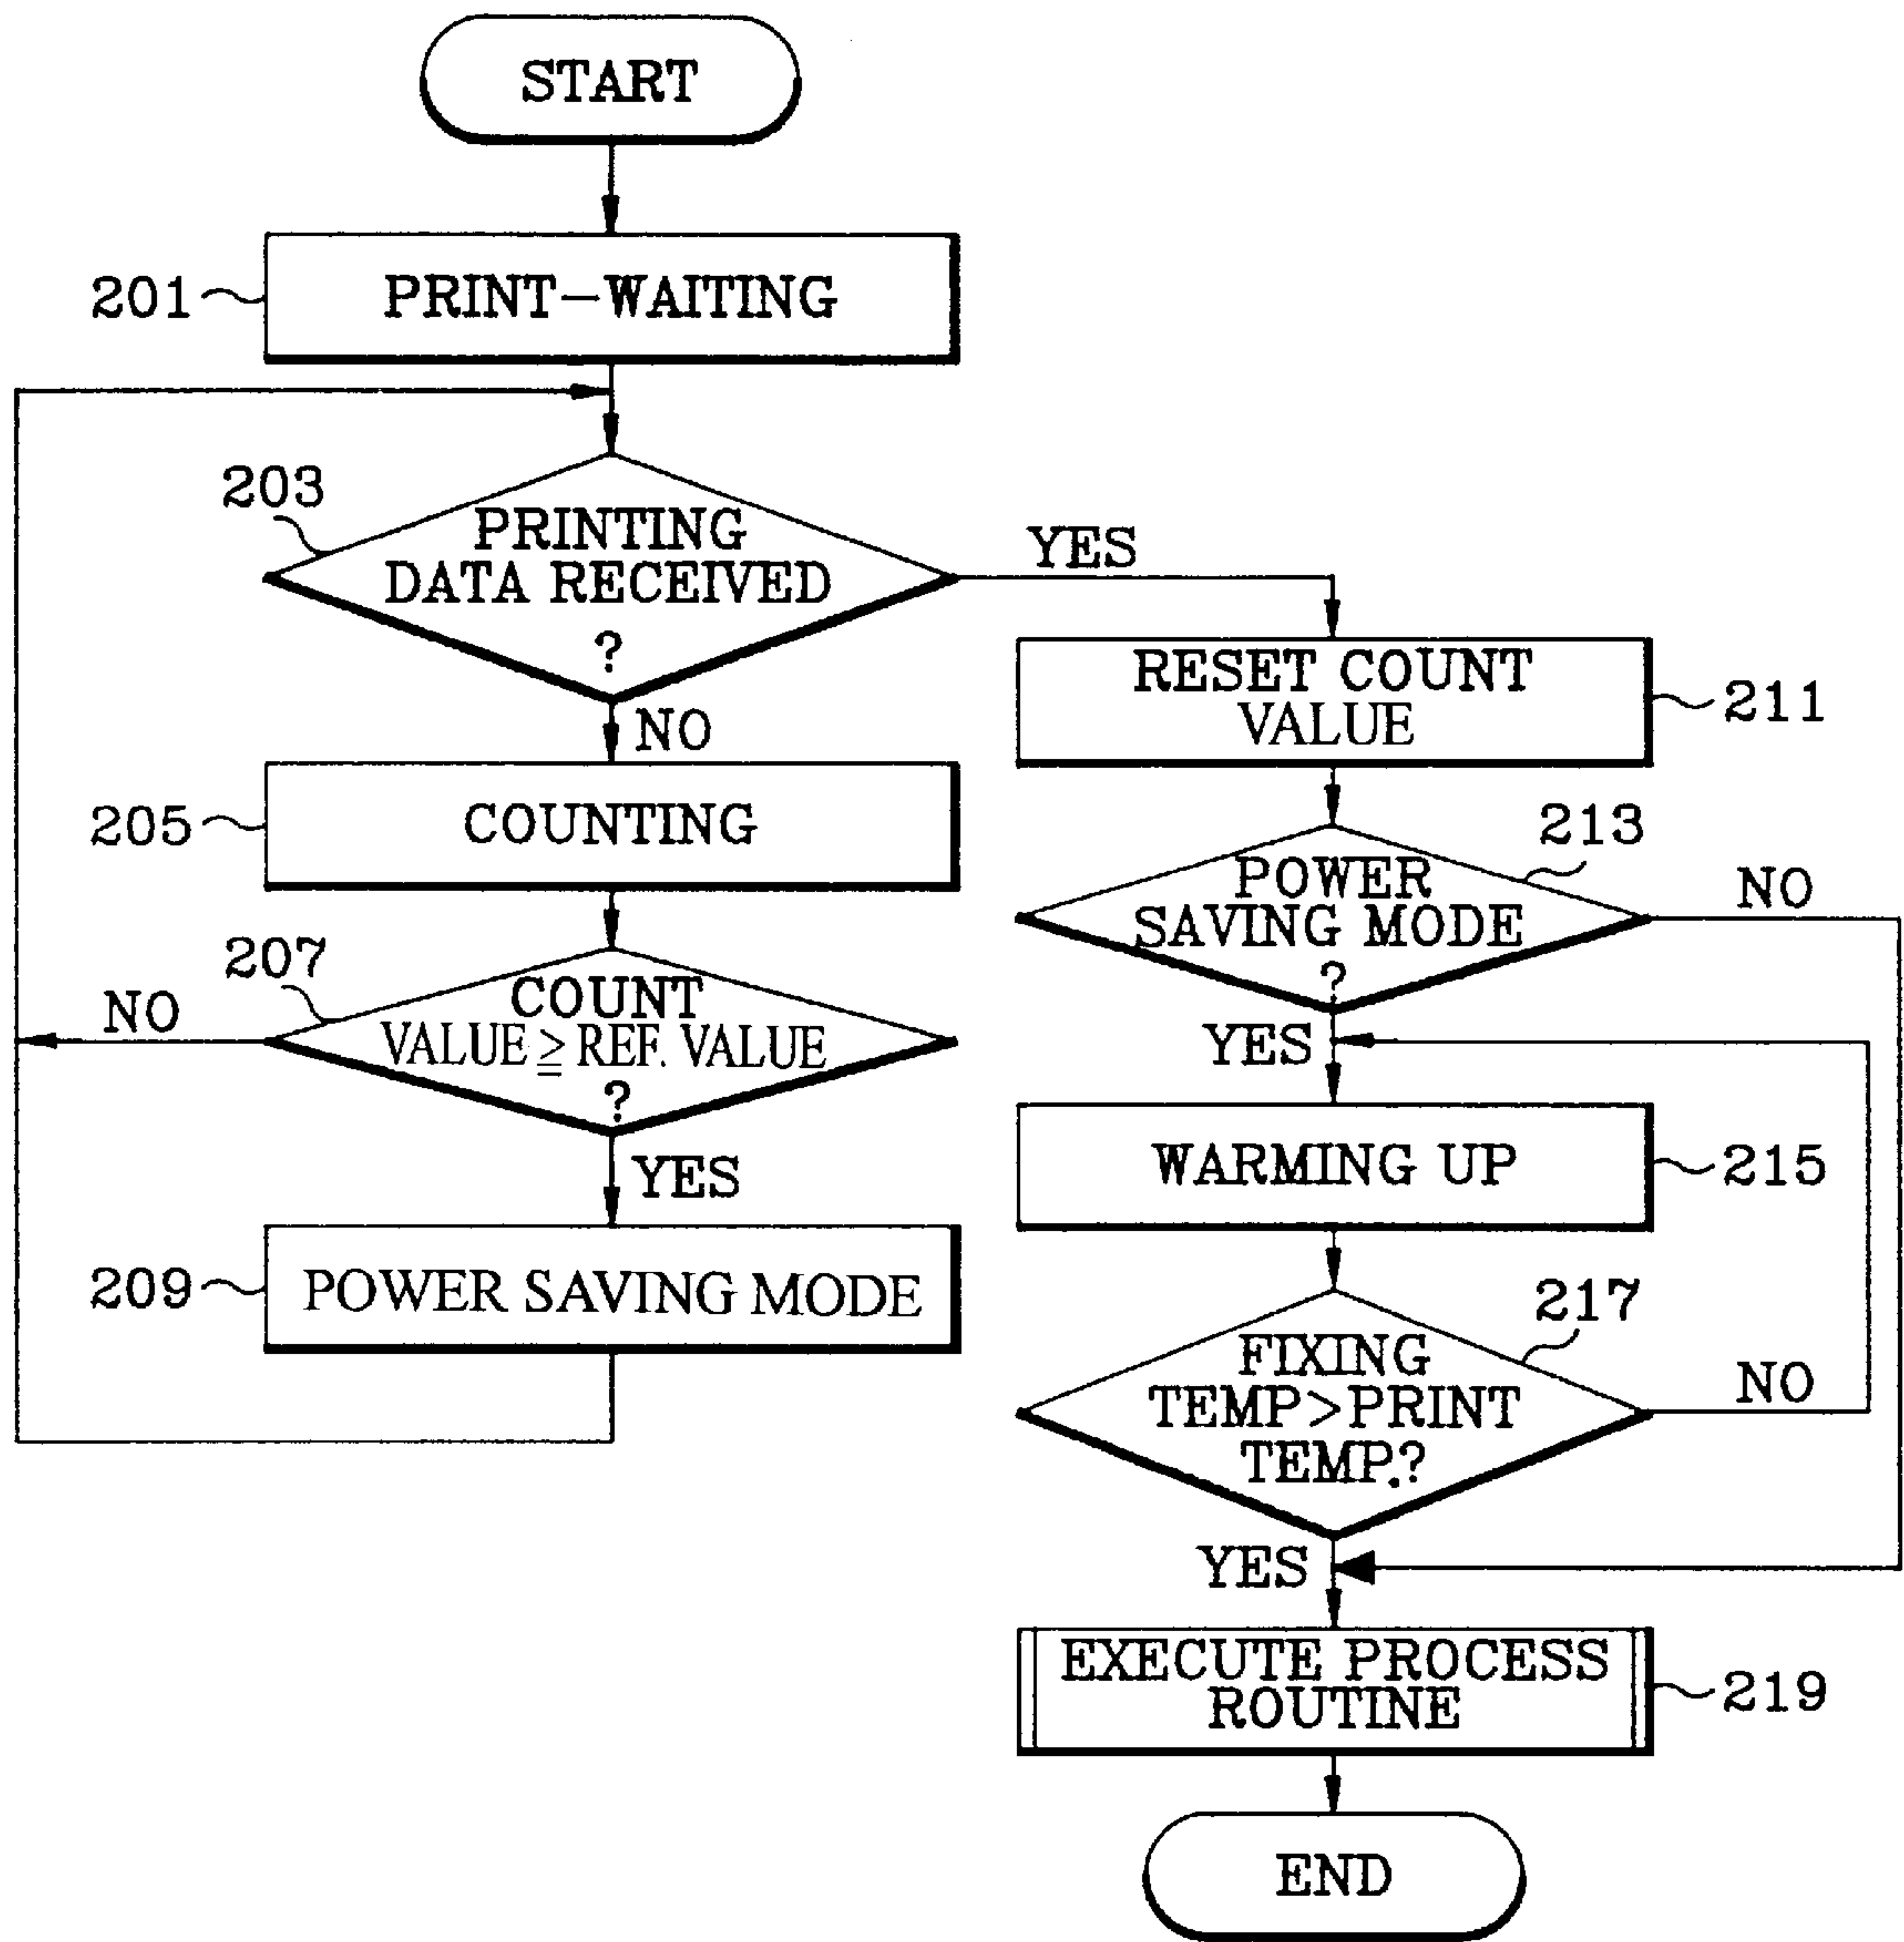 START
201
PRINT-WAITING
203
PRINTING
DATA RECEIVED
?
YES
NO
205
COUNTING
207
COUNT
VALUE ≧ REF. VALUE
?
NO
YES
209
POWER SAVING MODE
RESET COUNT
VALUE
211
213
POWER
SAVING MODE
?
NO
YES
WARMING UP
215
217
FIXING
TEMP>PRINT
TEMP.?
NO
YES
EXECUTE PROCESS
ROUTINE
219
END